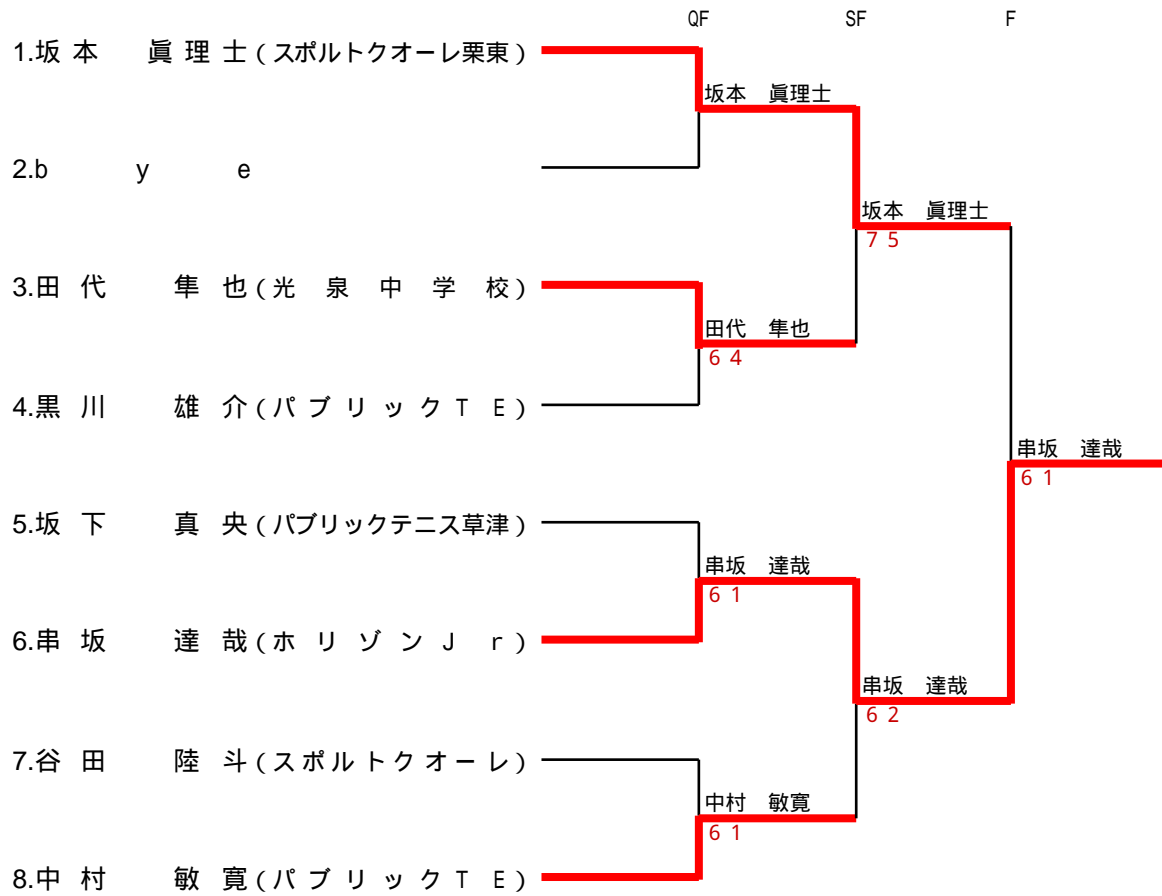 QF SF F
1.坂本 眞理士(スポルトクオーレ栗東)
坂本 眞理士
2.b y e
坂本 眞理士
7 5
3.田代 隼也(光泉中学校)
田代 隼也
6 4
4.黒川 雄介(パブリックTE)
串坂 達哉
6 1
5.坂下 真央(パブリックテニス草津)
串坂 達哉
6 1
6.串坂 達哉(ホリゾンJr)
串坂 達哉
6 2
7.谷田 陸斗(スポルトクオーレ)
中村 敏寛
6 1
8.中村 敏寛(パブリックTE)